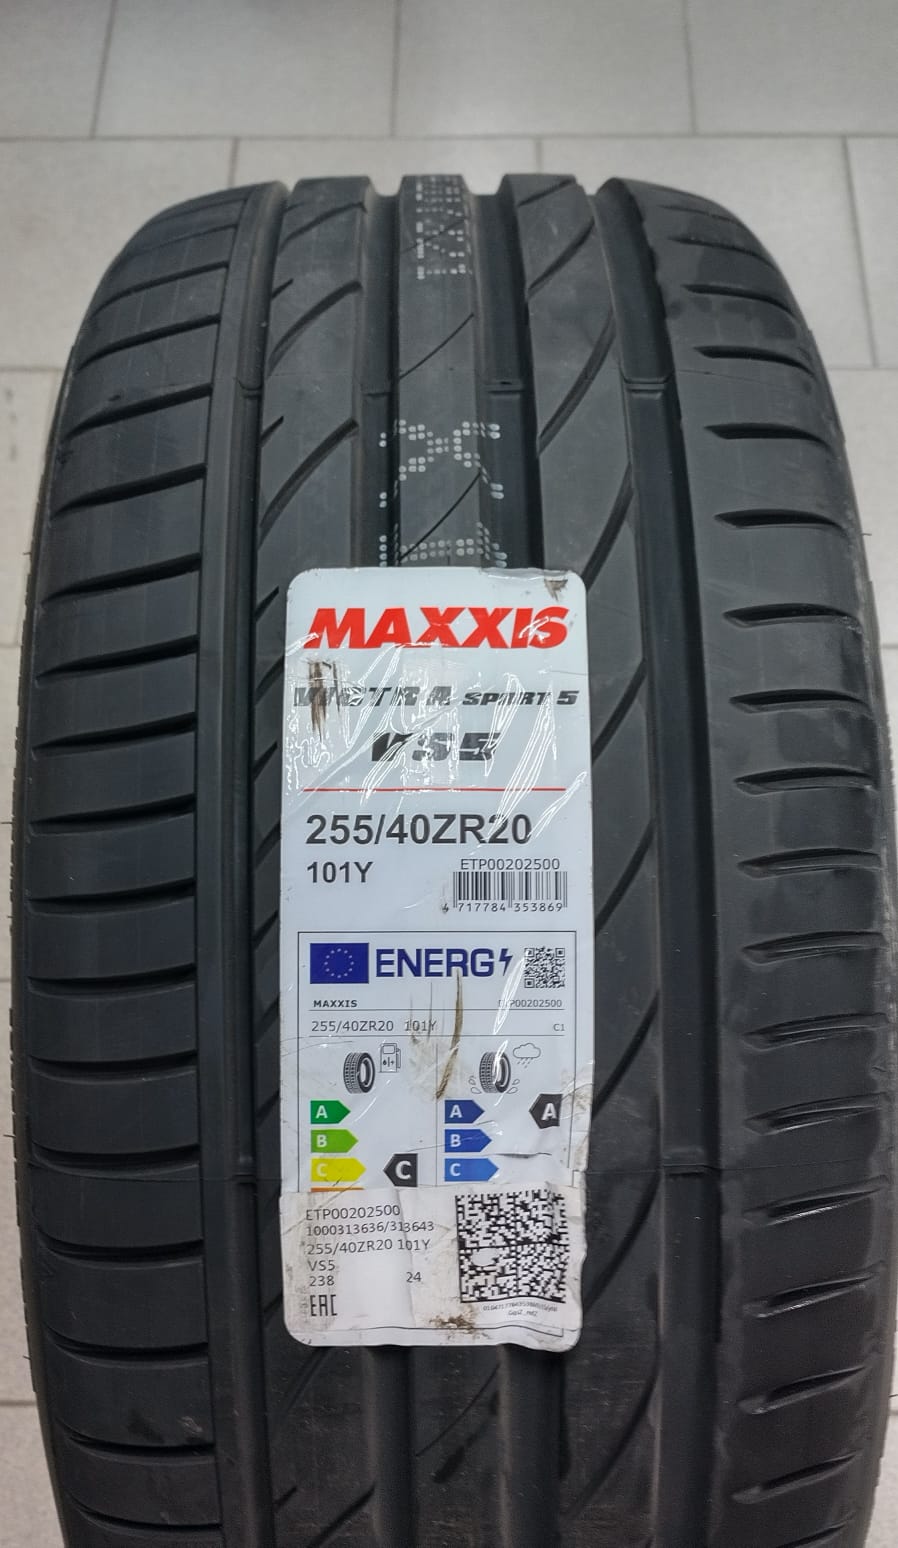 MAXXIS
VICTRA SPORT 5
VS5
255/40ZR20
101Y
ETP00202500
4 717784 353869
ENERG
MAXXIS
ETP00202500
255/40ZR20 101Y
C1
A
A
A
B
B
C
C
C
ETP00202500
1000313636/313643
255/40ZR20 101Y
VS5
238
24
EAC